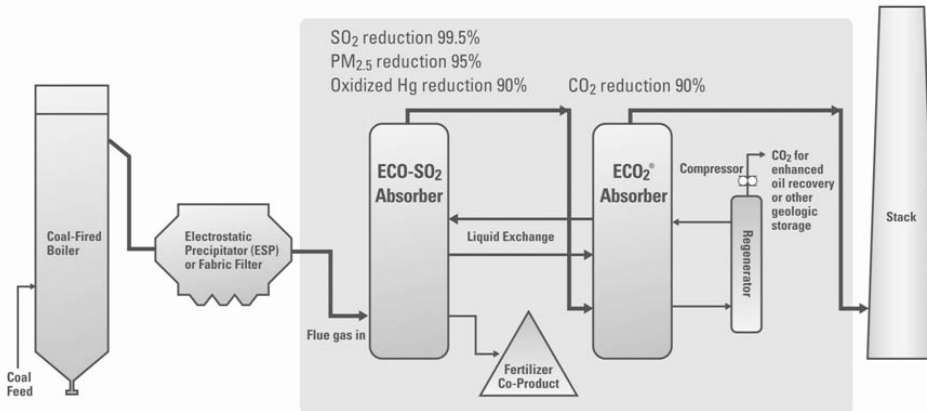 SO₂ reduction 99.5%
PM₂.₅ reduction 95%
Oxidized Hg reduction 90%
CO₂ reduction 90%
Coal-Fired
Boiler
Coal
Feed
Electrostatic
Precipitator (ESP)
or Fabric Filter
Flue gas in
ECO-SO₂
Absorber
Liquid Exchange
Fertilizer
Co-Product
ECO₂®
Absorber
Compressor
CO₂ for
enhanced
oil recovery
or other
geologic
storage
Regenerator
Stack